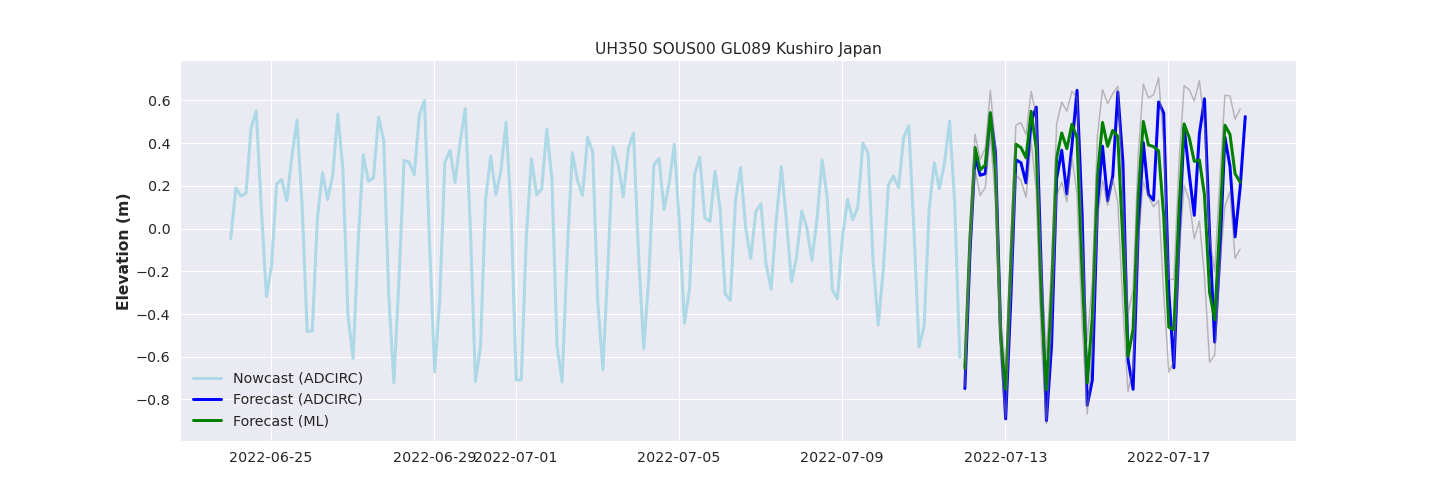 UH350 SOUS00 GL089 Kushiro Japan
Elevation (m)
0.6
0.4
0.2
0.0
−0.2
−0.4
−0.6
−0.8
Nowcast (ADCIRC)
Forecast (ADCIRC)
Forecast (ML)
2022-06-25 2022-06-29 2022-07-01 2022-07-05 2022-07-09 2022-07-13 2022-07-17